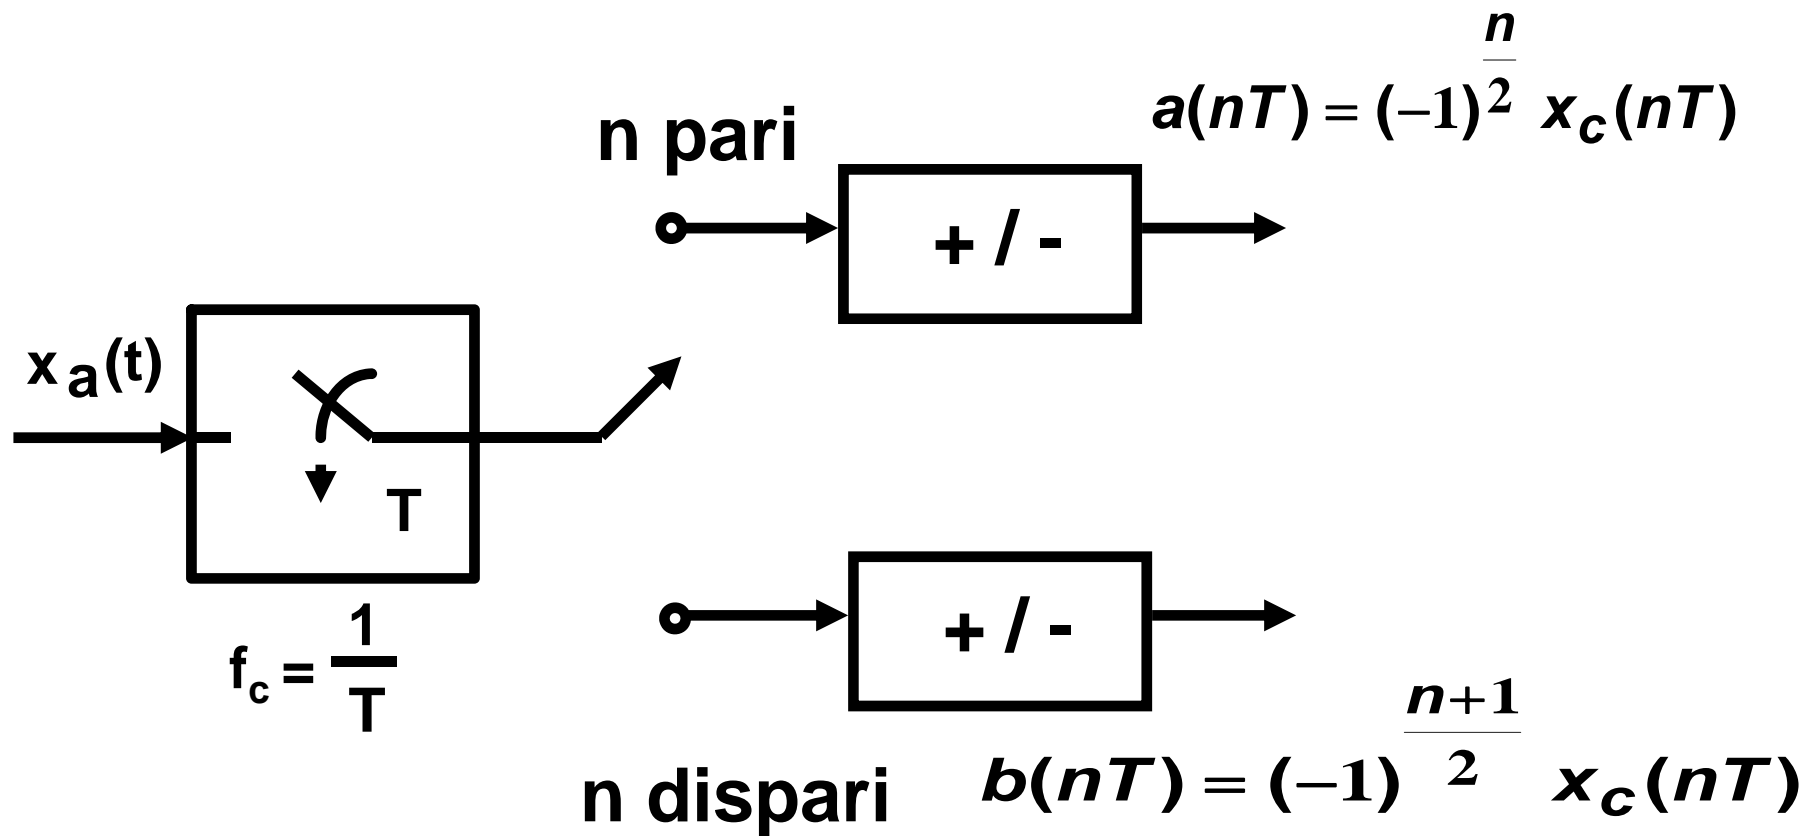 n pari
a(nT) = (−1)^{n/2} x_c(nT)
+ / -
x_a(t)
T
f_c = 1/T
+ / -
n dispari
b(nT) = (−1)^{(n+1)/2} x_c(nT)